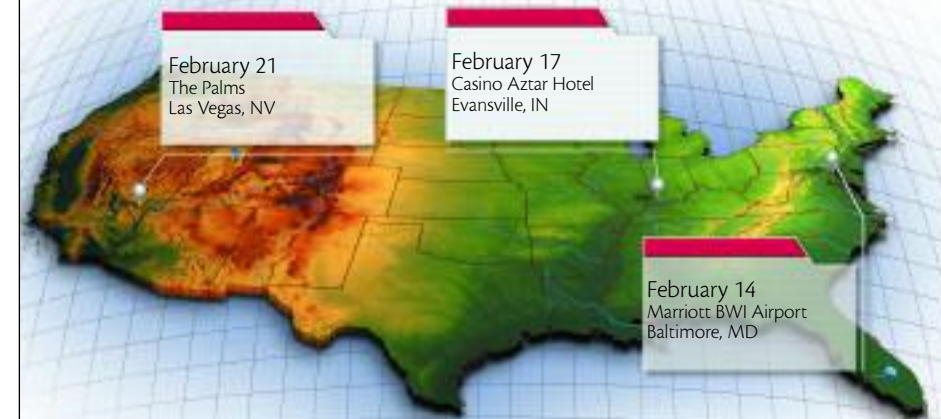 February 21
The Palms
Las Vegas, NV
February 17
Casino Aztar Hotel
Evansville, IN
February 14
Marriott BWI Airport
Baltimore, MD